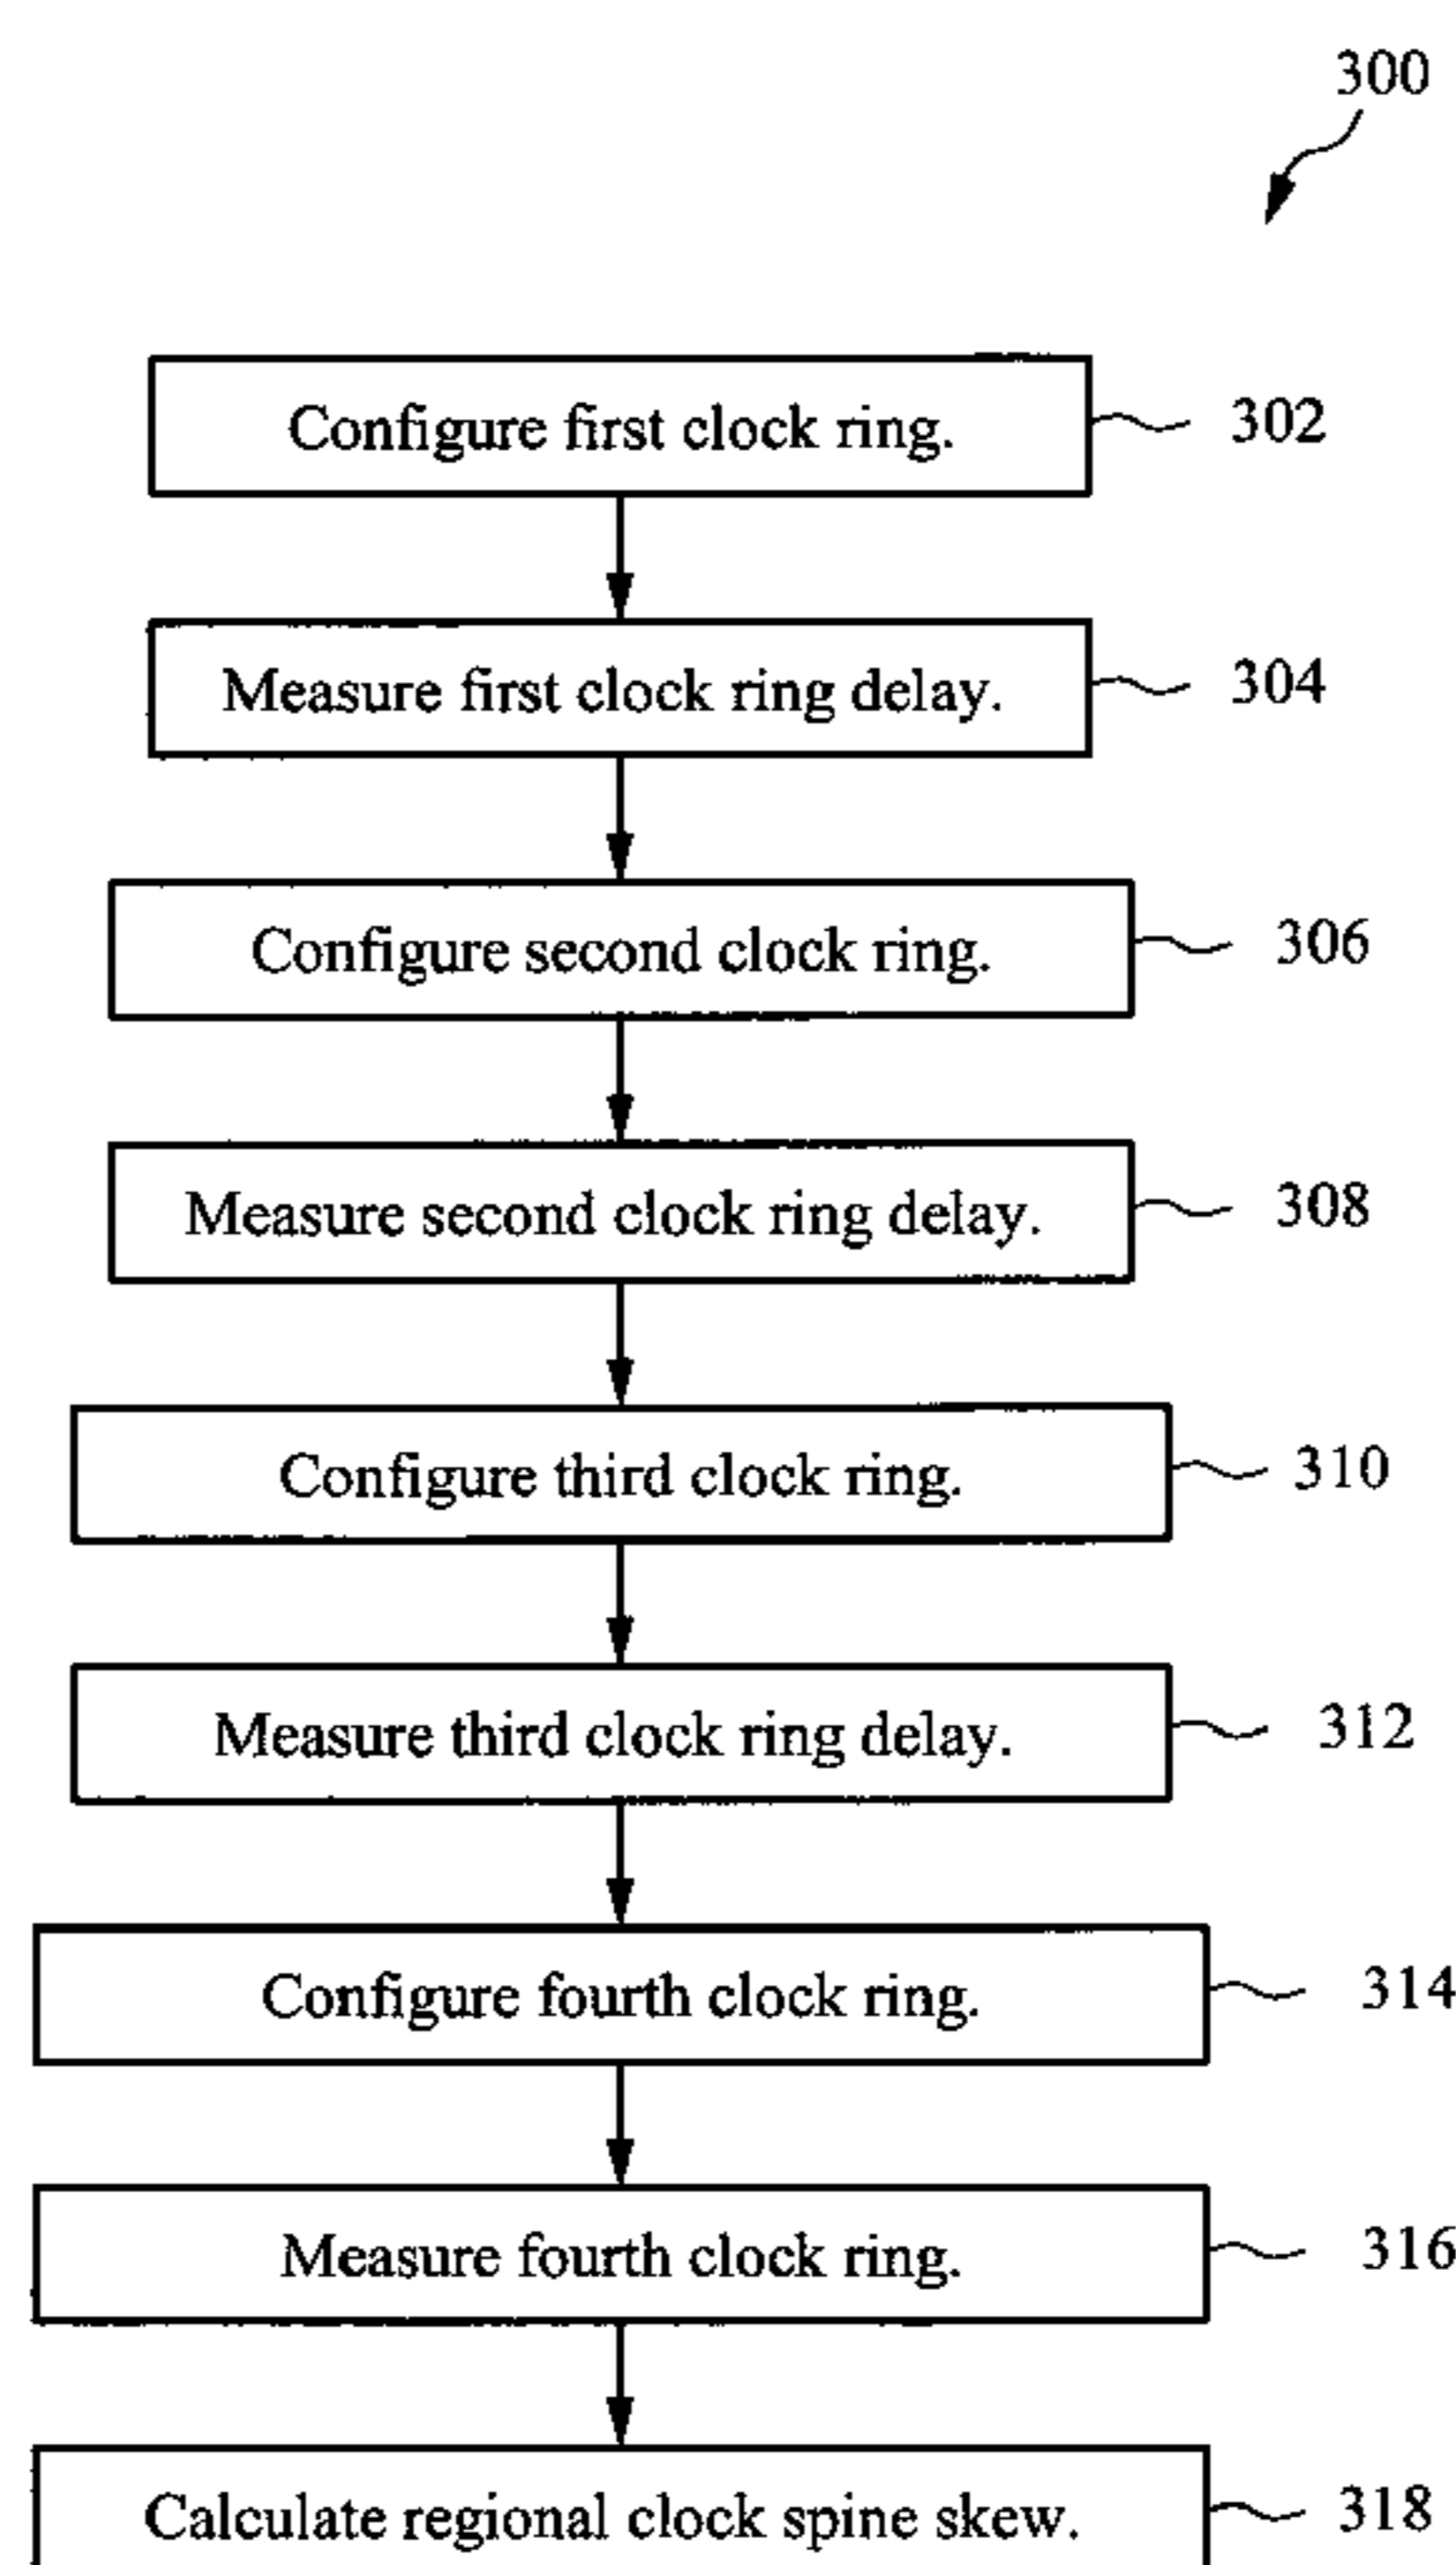 300
Configure first clock ring.
302
Measure first clock ring delay.
304
Configure second clock ring.
306
Measure second clock ring delay.
308
Configure third clock ring.
310
Measure third clock ring delay.
312
Configure fourth clock ring.
314
Measure fourth clock ring.
316
Calculate regional clock spine skew.
318